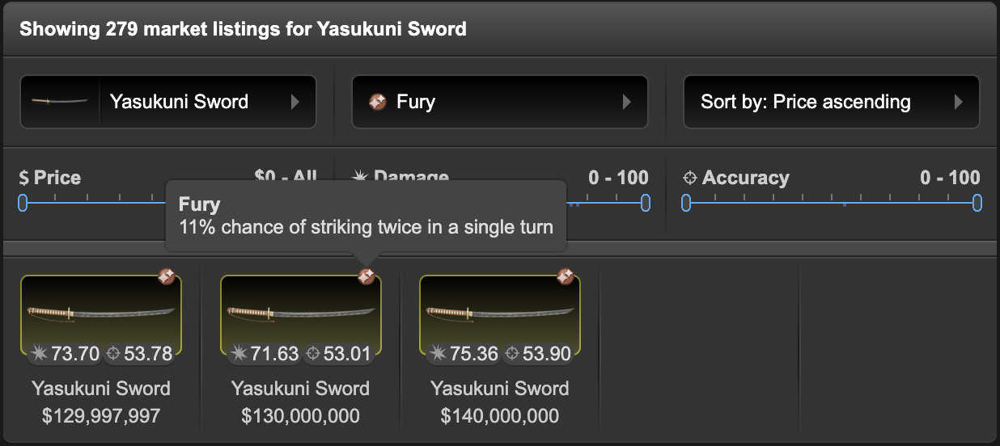 Showing 279 market listings for Yasukuni Sword
Yasukuni Sword
Fury
Sort by: Price ascending
$ Price
$0 - All
Damage
0 - 100
Accuracy
0 - 100
Fury
11% chance of striking twice in a single turn
73.70 53.78
Yasukuni Sword
$129,997,997
71.63 53.01
Yasukuni Sword
$130,000,000
75.36 53.90
Yasukuni Sword
$140,000,000